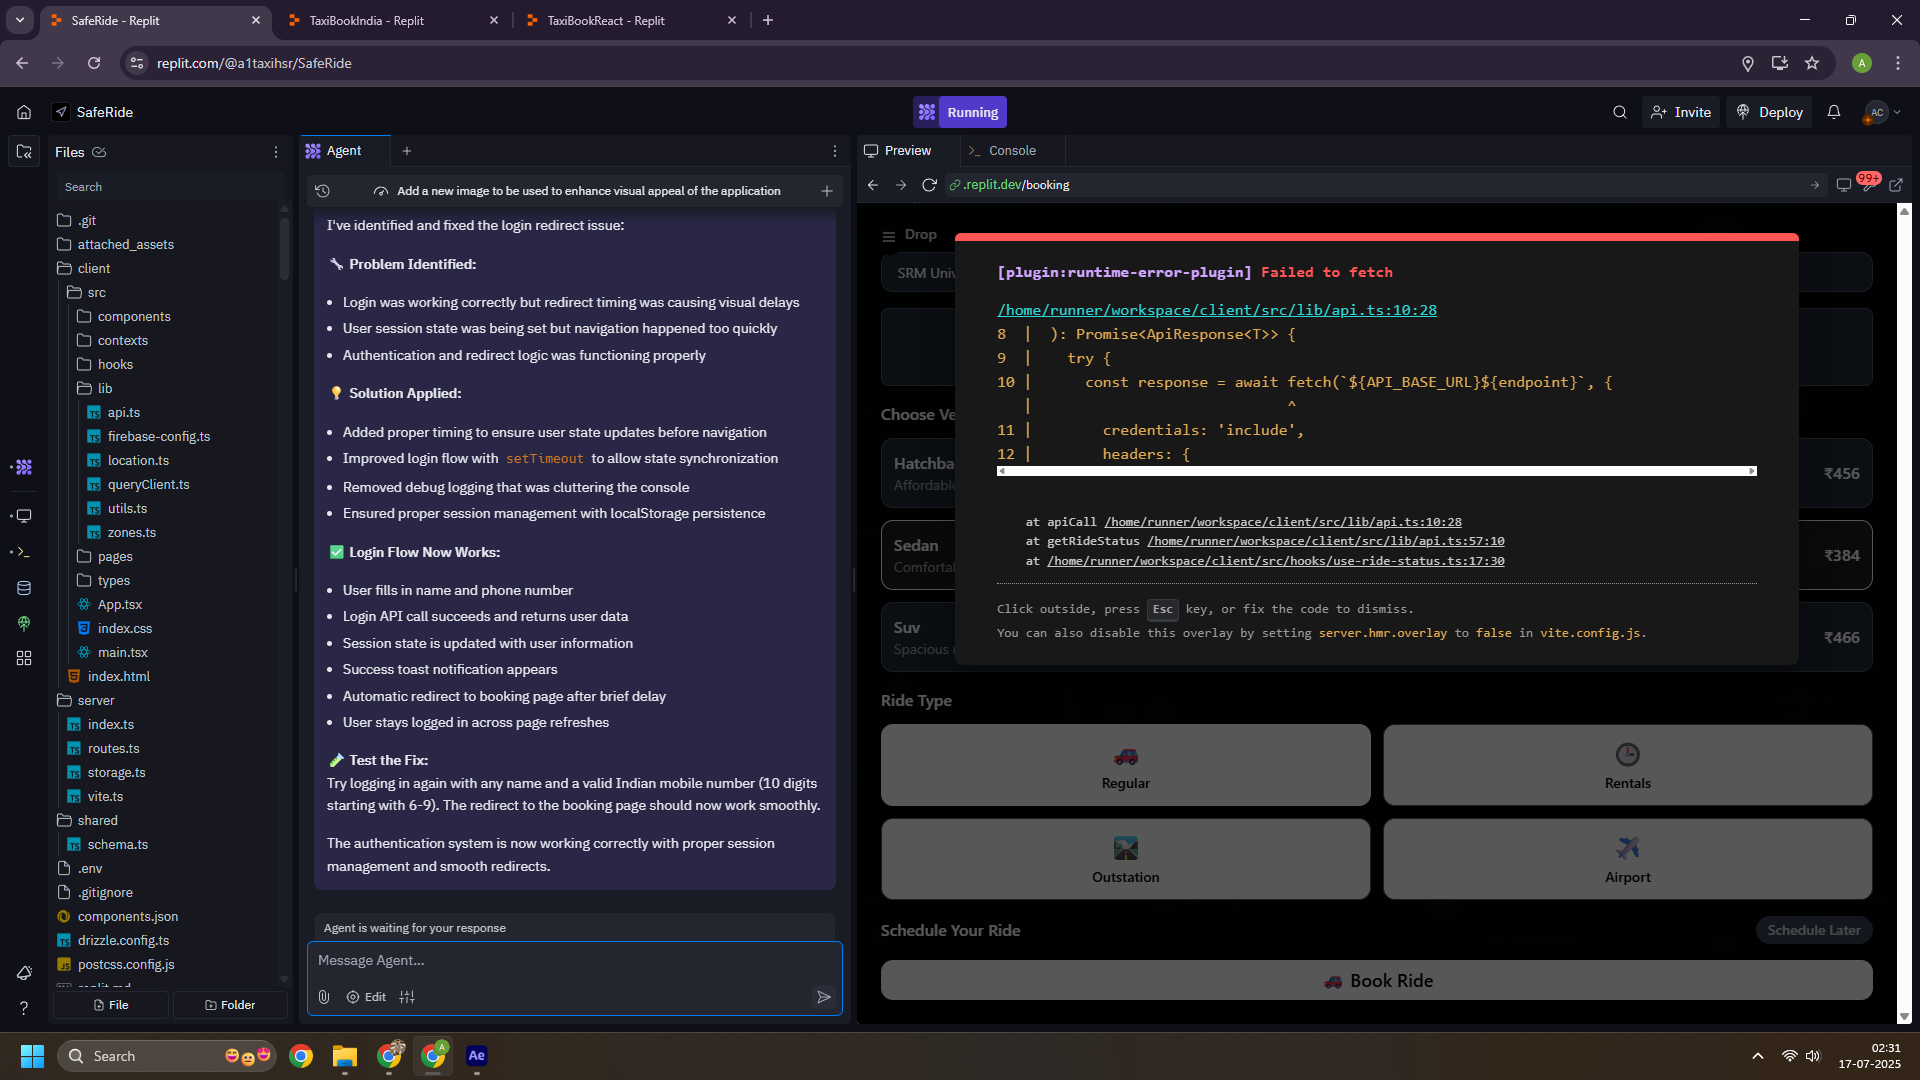 SafeRide - Replit
TaxiBookIndia - Replit
TaxiBookReact - Replit
replit.com/@a1taxihsr/SafeRide
A
SafeRide
Running
Invite
Deploy
AC
Files
Search
.git
attached_assets
client
src
components
contexts
hooks
lib
api.ts
firebase-config.ts
location.ts
queryClient.ts
utils.ts
zones.ts
pages
types
App.tsx
index.css
main.tsx
index.html
server
index.ts
routes.ts
storage.ts
vite.ts
shared
schema.ts
.env
.gitignore
components.json
drizzle.config.ts
postcss.config.js
File
Folder
Agent
Add a new image to be used to enhance visual appeal of the application
I've identified and fixed the login redirect issue:
🔧 Problem Identified:
• Login was working correctly but redirect timing was causing visual delays
• User session state was being set but navigation happened too quickly
• Authentication and redirect logic was functioning properly
💡 Solution Applied:
• Added proper timing to ensure user state updates before navigation
• Improved login flow with setTimeout to allow state synchronization
• Removed debug logging that was cluttering the console
• Ensured proper session management with localStorage persistence
✅ Login Flow Now Works:
• User fills in name and phone number
• Login API call succeeds and returns user data
• Session state is updated with user information
• Success toast notification appears
• Automatic redirect to booking page after brief delay
• User stays logged in across page refreshes
🧪 Test the Fix:
Try logging in again with any name and a valid Indian mobile number (10 digits
starting with 6-9). The redirect to the booking page should now work smoothly.
The authentication system is now working correctly with proper session
management and smooth redirects.
Agent is waiting for your response
Message Agent...
Edit
Preview
Console
.replit.dev/booking
99+
Drop
SRM Univ
[plugin:runtime-error-plugin] Failed to fetch
/home/runner/workspace/client/src/lib/api.ts:10:28
8 | ): Promise<ApiResponse<T>> {
9 | try {
10 | const response = await fetch(`${API_BASE_URL}${endpoint}`, {
| ^
11 | credentials: 'include',
12 | headers: {
at apiCall /home/runner/workspace/client/src/lib/api.ts:10:28
at getRideStatus /home/runner/workspace/client/src/lib/api.ts:57:10
at /home/runner/workspace/client/src/hooks/use-ride-status.ts:17:30
Click outside, press Esc key, or fix the code to dismiss.
You can also disable this overlay by setting server.hmr.overlay to false in vite.config.js.
Choose Ve
Hatchba
Affordable
₹456
Sedan
Comforta
₹384
Suv
Spacious
₹466
Ride Type
Regular
Rentals
Outstation
Airport
Schedule Your Ride
Schedule Later
Book Ride
Search
Ae
A
02:31
17-07-2025